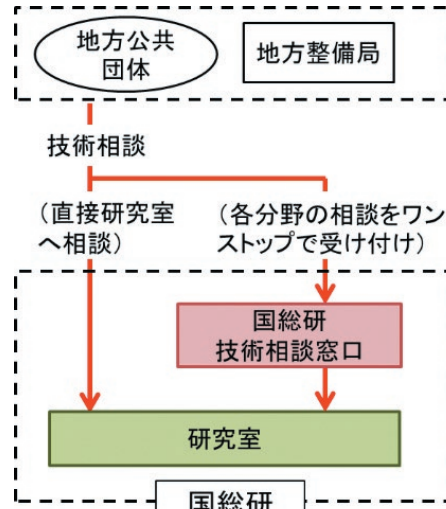 地方公共
団体
地方整備局
技術相談
（直接研究室
へ相談）
（各分野の相談をワン
ストップで受け付け）
国総研
技術相談窓口
研究室
国総研